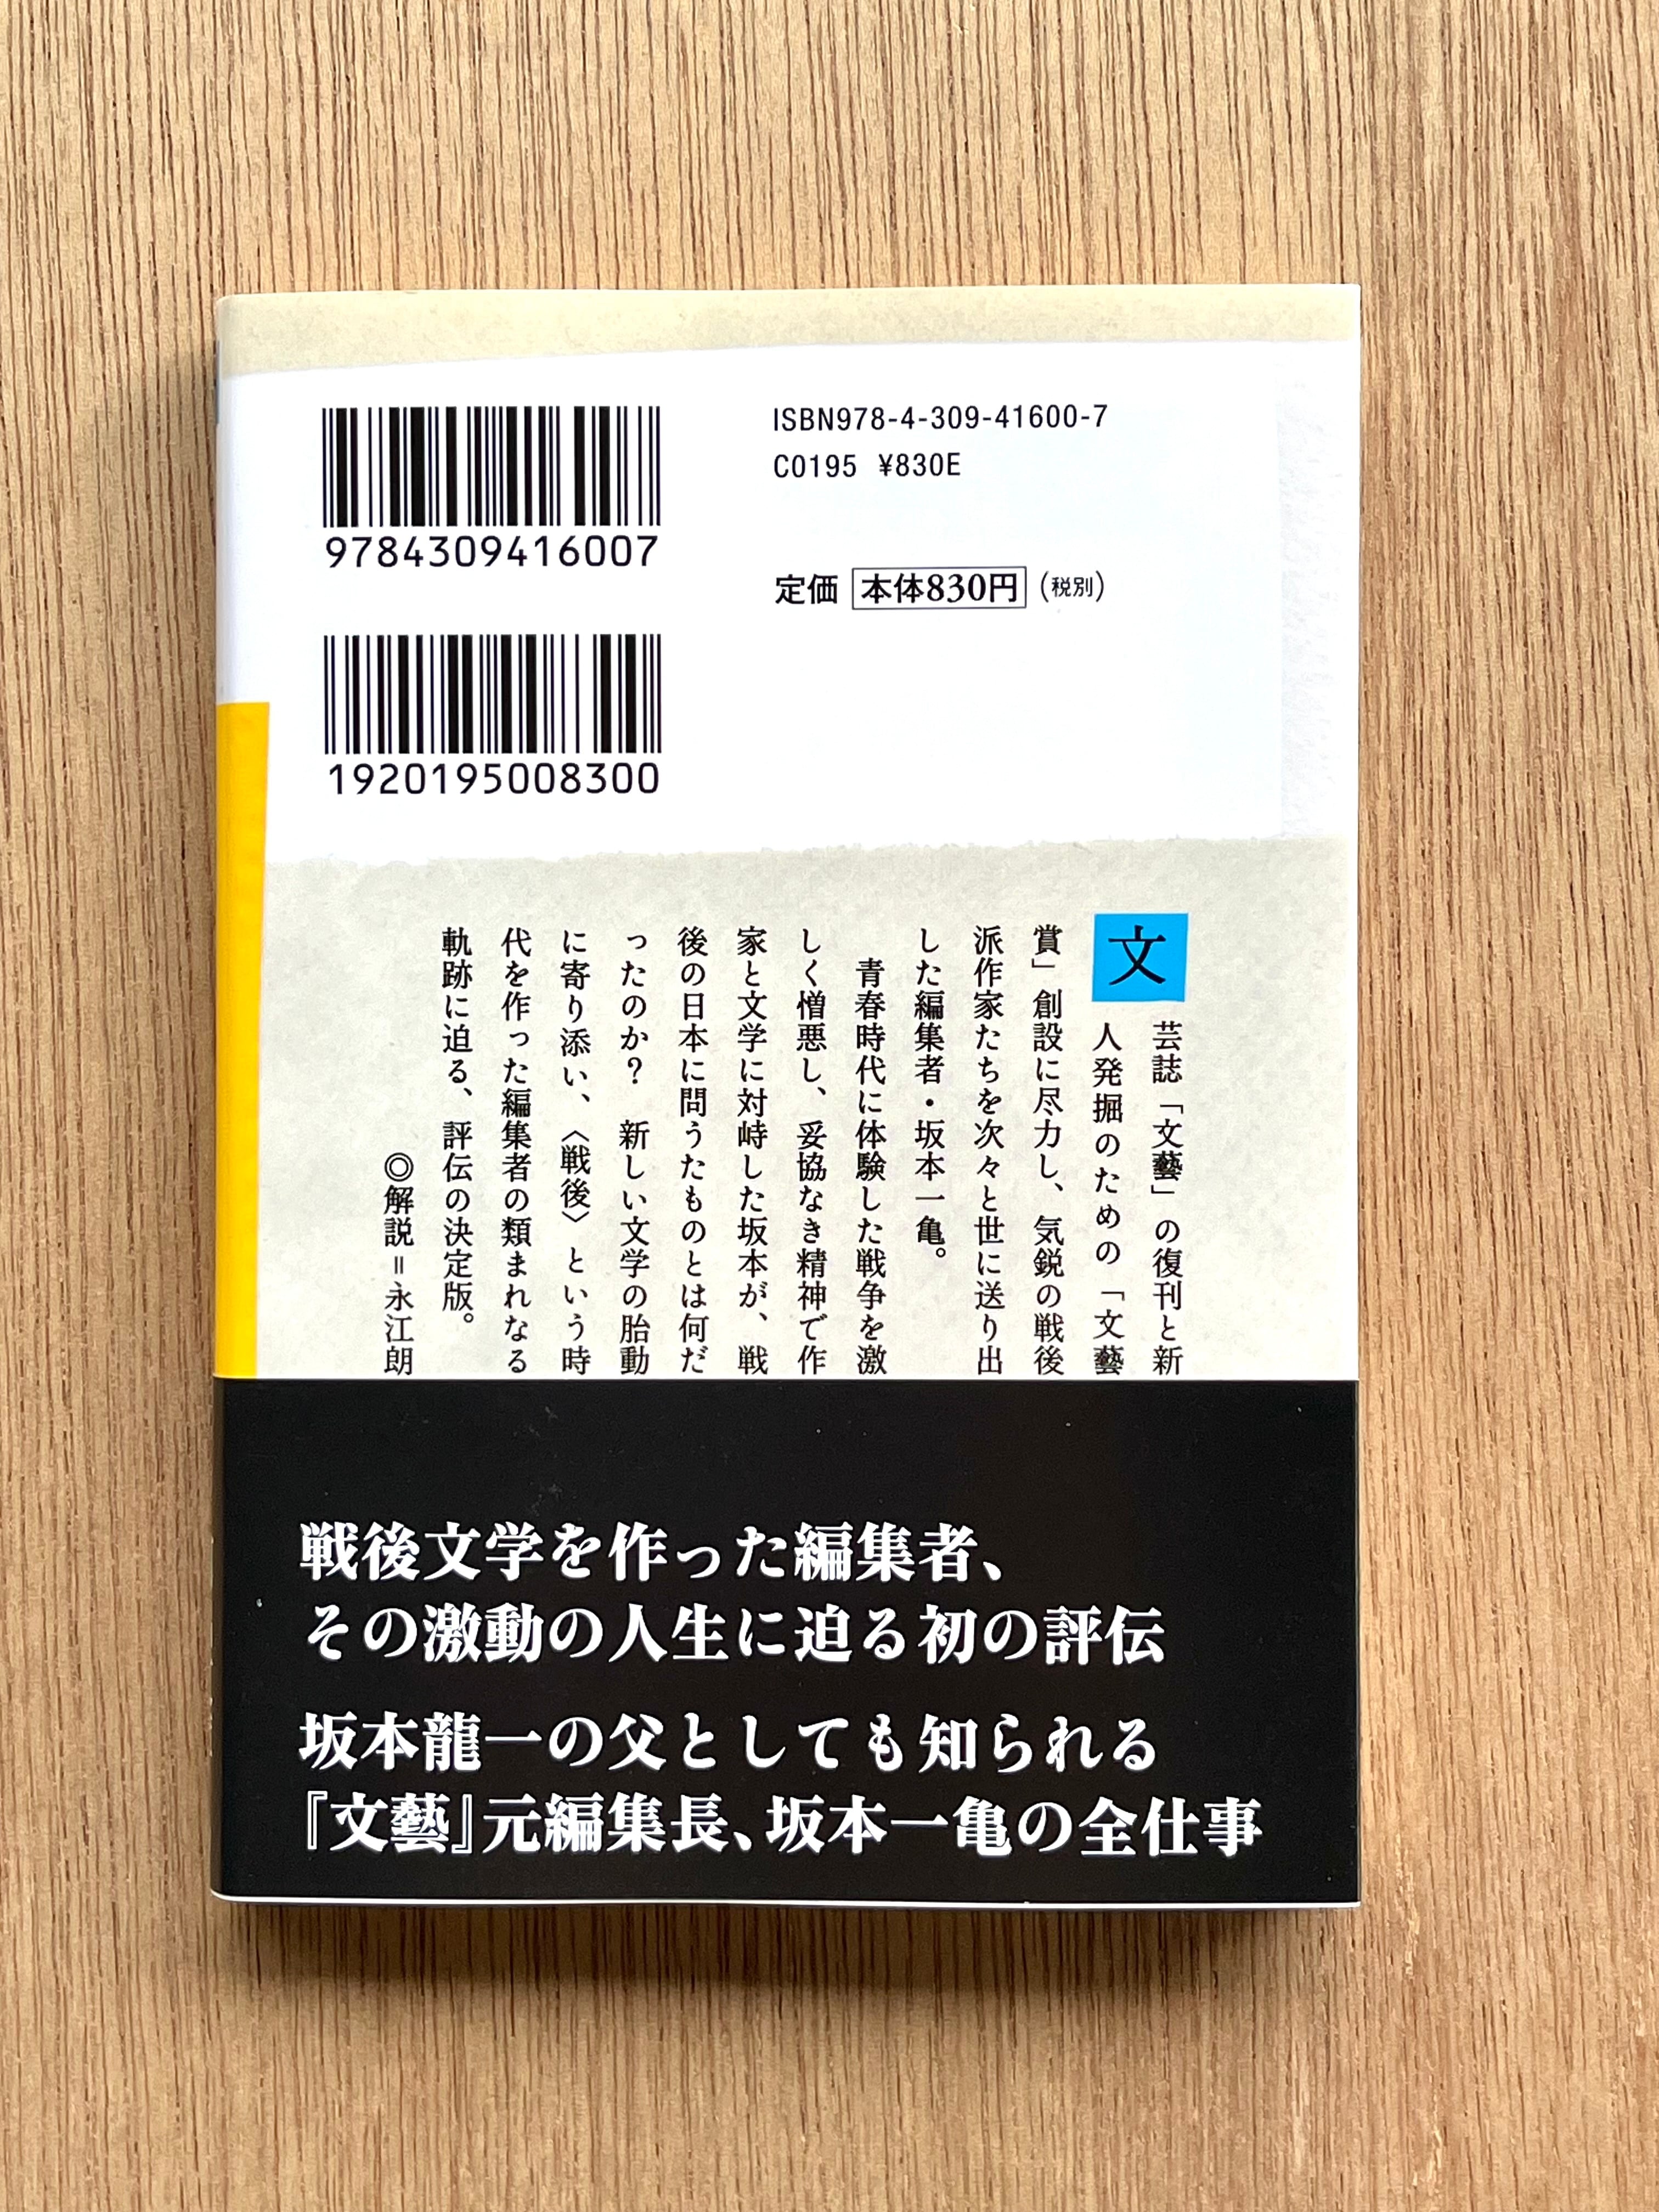 9784309416007
1920195008300
ISBN978-4-309-41600-7
C0195 ¥830E
定価 本体830円 (税別)
文芸誌「文藝」の復刊と新
人発掘のための「文藝
賞」創設に尽力し、気鋭の戦後
派作家たちを次々と世に送り出
した編集者・坂本一亀。
青春時代に体験した戦争を激
しく憎悪し、妥協なき精神で作
家と文学に対峙した坂本が、戦
後の日本に問うたものとは何だ
ったのか？ 新しい文学の胎動
に寄り添い、〈戦後〉という時
代を作った編集者の類まれなる
軌跡に迫る、評伝の決定版。
◎解説＝永江朗
戦後文学を作った編集者、
その激動の人生に迫る初の評伝
坂本龍一の父としても知られる
『文藝』元編集長、坂本一亀の全仕事